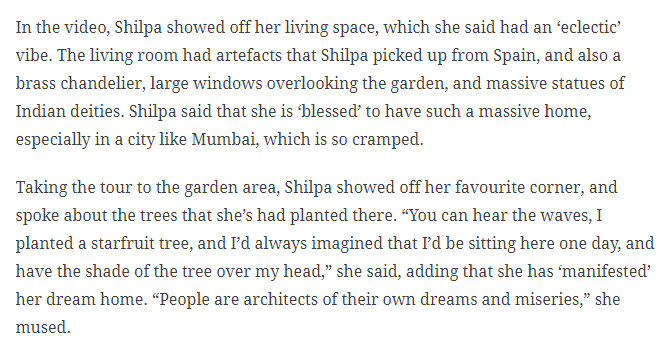 In the video, Shilpa showed off her living space, which she said had an ‘eclectic’
vibe. The living room had artefacts that Shilpa picked up from Spain, and also a
brass chandelier, large windows overlooking the garden, and massive statues of
Indian deities. Shilpa said that she is ‘blessed’ to have such a massive home,
especially in a city like Mumbai, which is so cramped.
Taking the tour to the garden area, Shilpa showed off her favourite corner, and
spoke about the trees that she’s had planted there. “You can hear the waves, I
planted a starfruit tree, and I’d always imagined that I’d be sitting here one day, and
have the shade of the tree over my head,” she said, adding that she has ‘manifested’
her dream home. “People are architects of their own dreams and miseries,” she
mused.